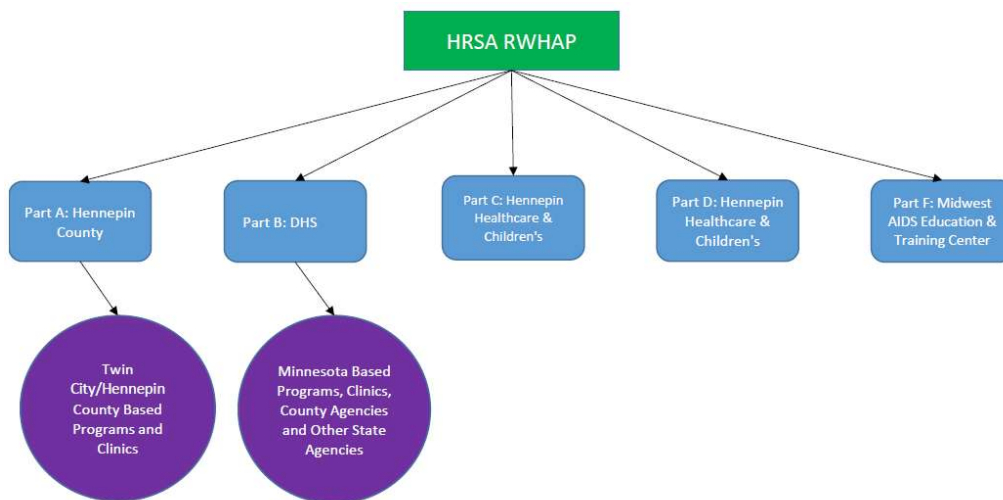 HRSA RWHAP
Part A: Hennepin
County
Part B: DHS
Part C: Hennepin
Healthcare &
Children's
Part D: Hennepin
Healthcare &
Children's
Part F: Midwest
AIDS Education &
Training Center
Twin
City/Hennepin
County Based
Programs and
Clinics
Minnesota Based
Programs, Clinics,
County Agencies
and Other State
Agencies